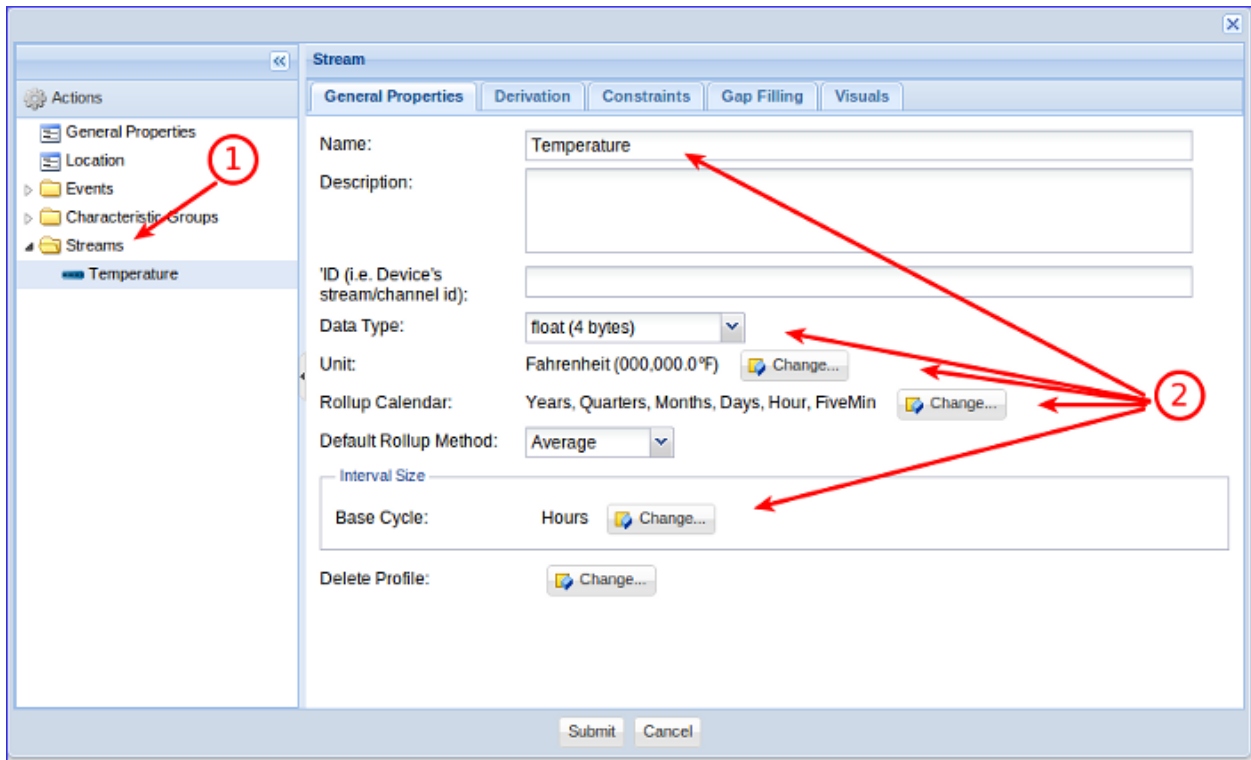 Stream
Actions
General Properties
Location
Events
Characteristic Groups
Streams
Temperature
1
General Properties Derivation Constraints Gap Filling Visuals
Name: Temperature
Description:
'ID (i.e. Device's
stream/channel id):
Data Type: float (4 bytes)
Unit: Fahrenheit (000,000.0°F) Change...
Rollup Calendar: Years, Quarters, Months, Days, Hour, FiveMin Change...
Default Rollup Method: Average
Interval Size
Base Cycle: Hours Change...
Delete Profile: Change...
2
Submit Cancel